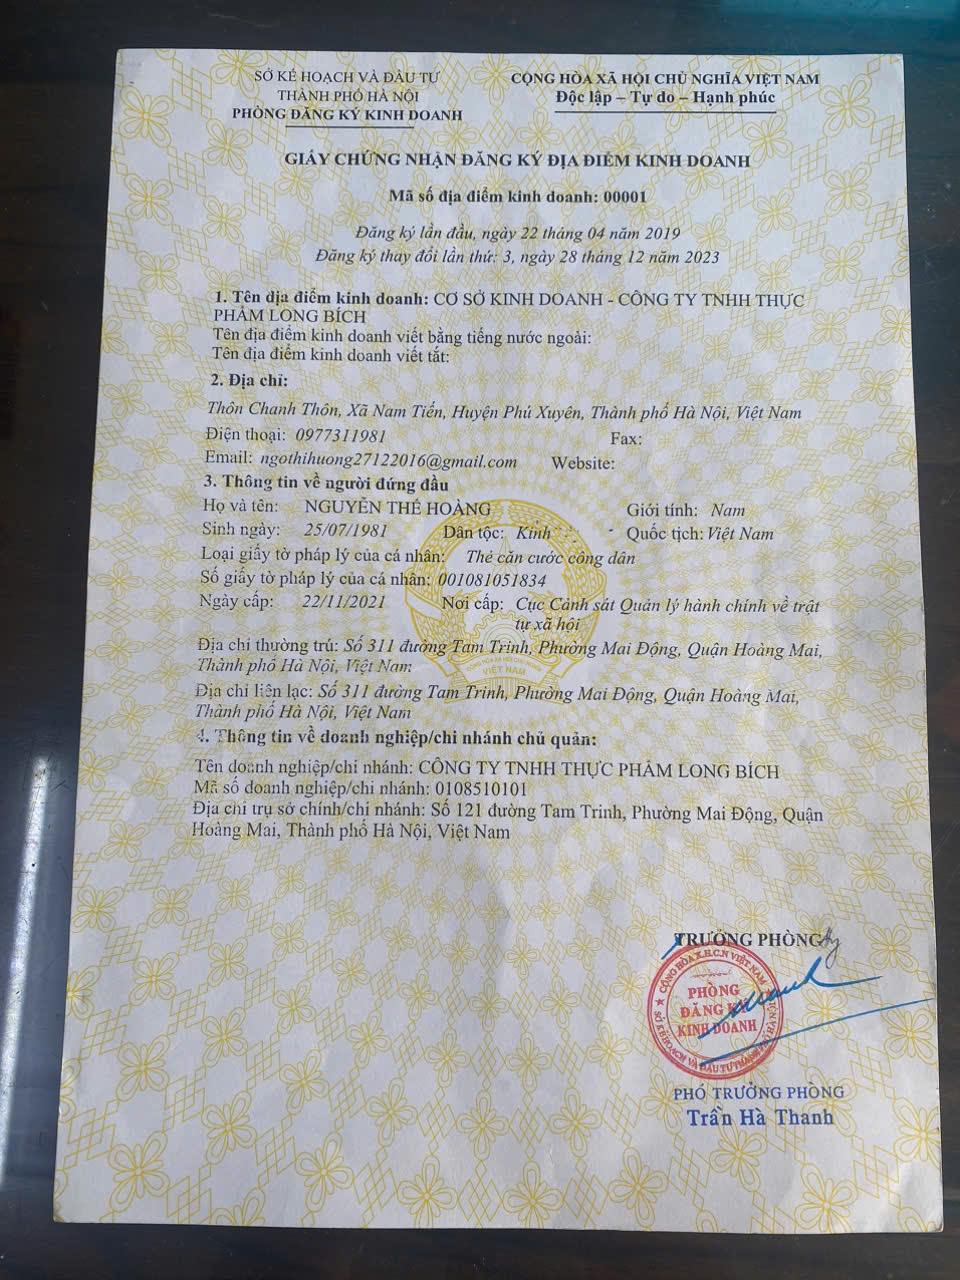 SỞ KẾ HOẠCH VÀ ĐẦU TƯ
THÀNH PHỐ HÀ NỘI
PHÒNG ĐĂNG KÝ KINH DOANH
CỘNG HÒA XÃ HỘI CHỦ NGHĨA VIỆT NAM
Độc lập – Tự do – Hạnh phúc
GIẤY CHỨNG NHẬN ĐĂNG KÝ ĐỊA ĐIỂM KINH DOANH
Mã số địa điểm kinh doanh: 00001
Đăng ký lần đầu, ngày 22 tháng 04 năm 2019
Đăng ký thay đổi lần thứ: 3, ngày 28 tháng 12 năm 2023
1. Tên địa điểm kinh doanh: CƠ SỞ KINH DOANH - CÔNG TY TNHH THỰC
PHẨM LONG BÍCH
Tên địa điểm kinh doanh viết bằng tiếng nước ngoài:
Tên địa điểm kinh doanh viết tắt:
2. Địa chỉ:
Thôn Chanh Thôn, Xã Nam Tiến, Huyện Phú Xuyên, Thành phố Hà Nội, Việt Nam
Điện thoại: 0977311981 Fax:
Email: ngothihuong27122016@gmail.com Website:
3. Thông tin về người đứng đầu
Họ và tên: NGUYỄN THẾ HOÀNG Giới tính: Nam
Sinh ngày: 25/07/1981 Dân tộc: Kinh Quốc tịch: Việt Nam
Loại giấy tờ pháp lý của cá nhân: Thẻ căn cước công dân
Số giấy tờ pháp lý của cá nhân: 001081051834
Ngày cấp: 22/11/2021 Nơi cấp: Cục Cảnh sát Quản lý hành chính về trật
tự xã hội
Địa chỉ thường trú: Số 311 đường Tam Trinh, Phường Mai Động, Quận Hoàng Mai,
Thành phố Hà Nội, Việt Nam
Địa chỉ liên lạc: Số 311 đường Tam Trinh, Phường Mai Động, Quận Hoàng Mai,
Thành phố Hà Nội, Việt Nam
4. Thông tin về doanh nghiệp/chi nhánh chủ quản:
Tên doanh nghiệp/chi nhánh: CÔNG TY TNHH THỰC PHẨM LONG BÍCH
Mã số doanh nghiệp/chi nhánh: 0108510101
Địa chỉ trụ sở chính/chi nhánh: Số 121 đường Tam Trinh, Phường Mai Động, Quận
Hoàng Mai, Thành phố Hà Nội, Việt Nam
TRƯỞNG PHÒNG
CỘNG HÒA X.H.C.N VIỆT NAM
PHÒNG
ĐĂNG KÝ
KINH DOANH
SỞ KẾ HOẠCH VÀ ĐẦU TƯ THÀNH PHỐ HÀ NỘI
PHÓ TRƯỞNG PHÒNG
Trần Hà Thanh